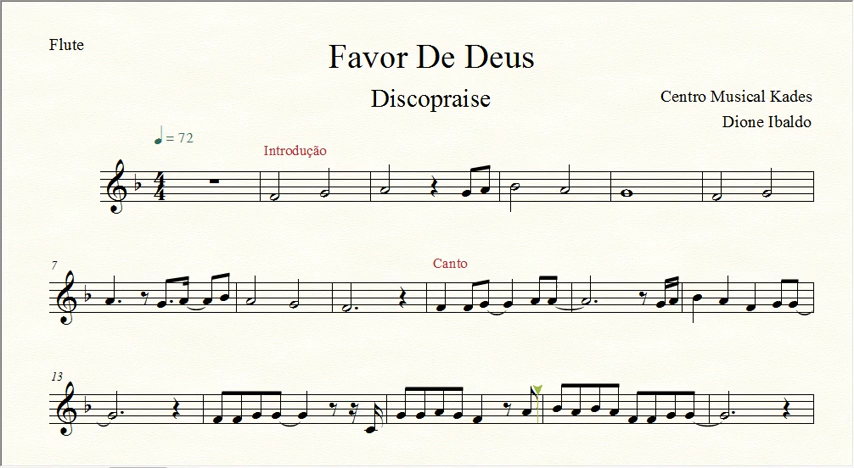 Flute
Favor De Deus
Discopraise
Centro Musical Kades
Dione Ibaldo
= 72
Introdução
4
4
7
Canto
13